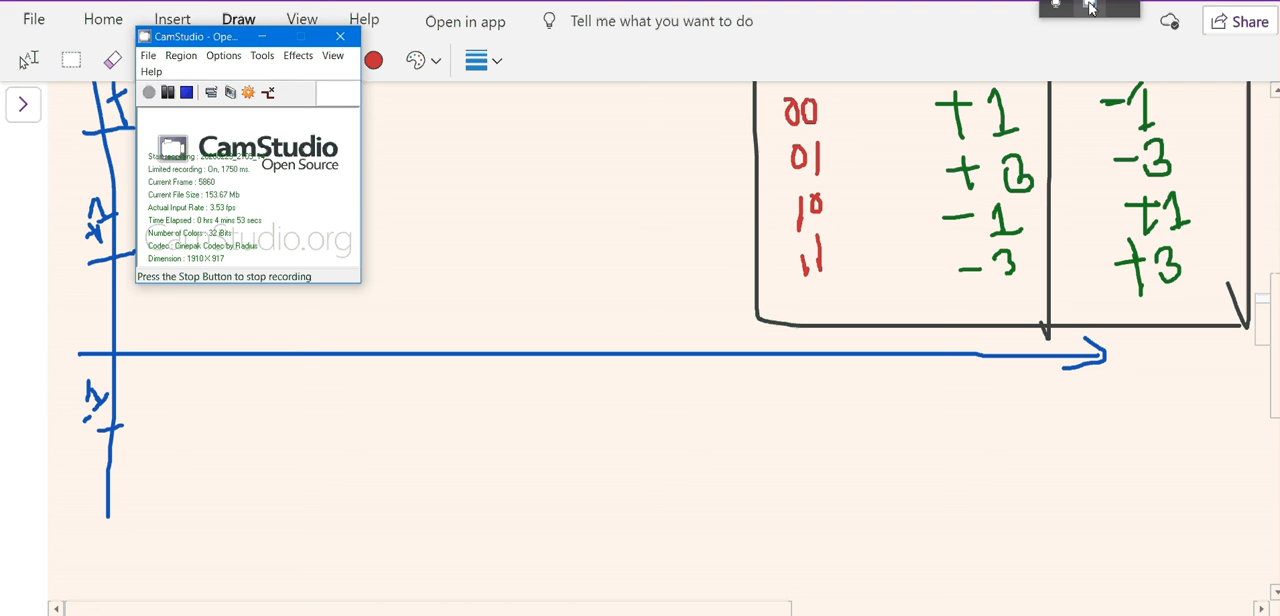 File Home Insert Draw View Help Open in app Tell me what you want to do Share
CamStudio - Ope...
File Region Options Tools Effects View
Help
CamStudio
Open Source
Limited recording : On, 1750 ms.
Current Frame : 5860
Current File Size : 153.67 Mb
Actual Input Rate : 3.53 fps
Time Elapsed : 0 hrs 4 mins 53 secs
Number of Colors : 32 Bits
Codec : Cinepak Codec by Radius
Dimension : 1910X917
CamStudio.org
Press the Stop Button to stop recording
00 +1 -1
01 +3 -3
10 -1 +1
11 -3 +3